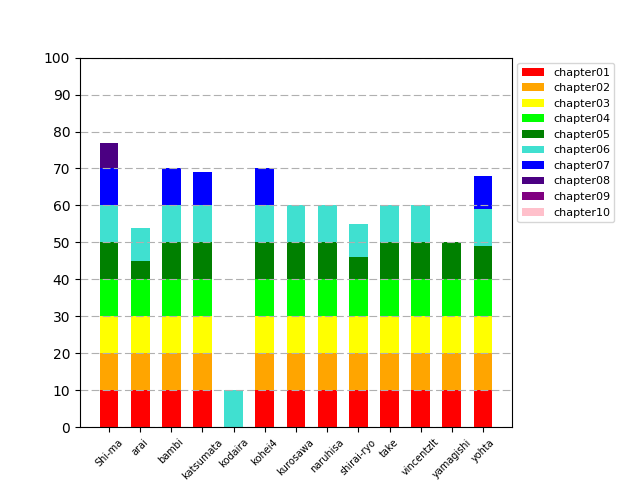 100
90
80
70
60
50
40
30
20
10
0
Shi-ma
arai
bambi
katsumata
kodaira
kohei4
kurosawa
naruhisa
shirai-ryo
take
vincentzlt
yamagishi
yohta
chapter01
chapter02
chapter03
chapter04
chapter05
chapter06
chapter07
chapter08
chapter09
chapter10